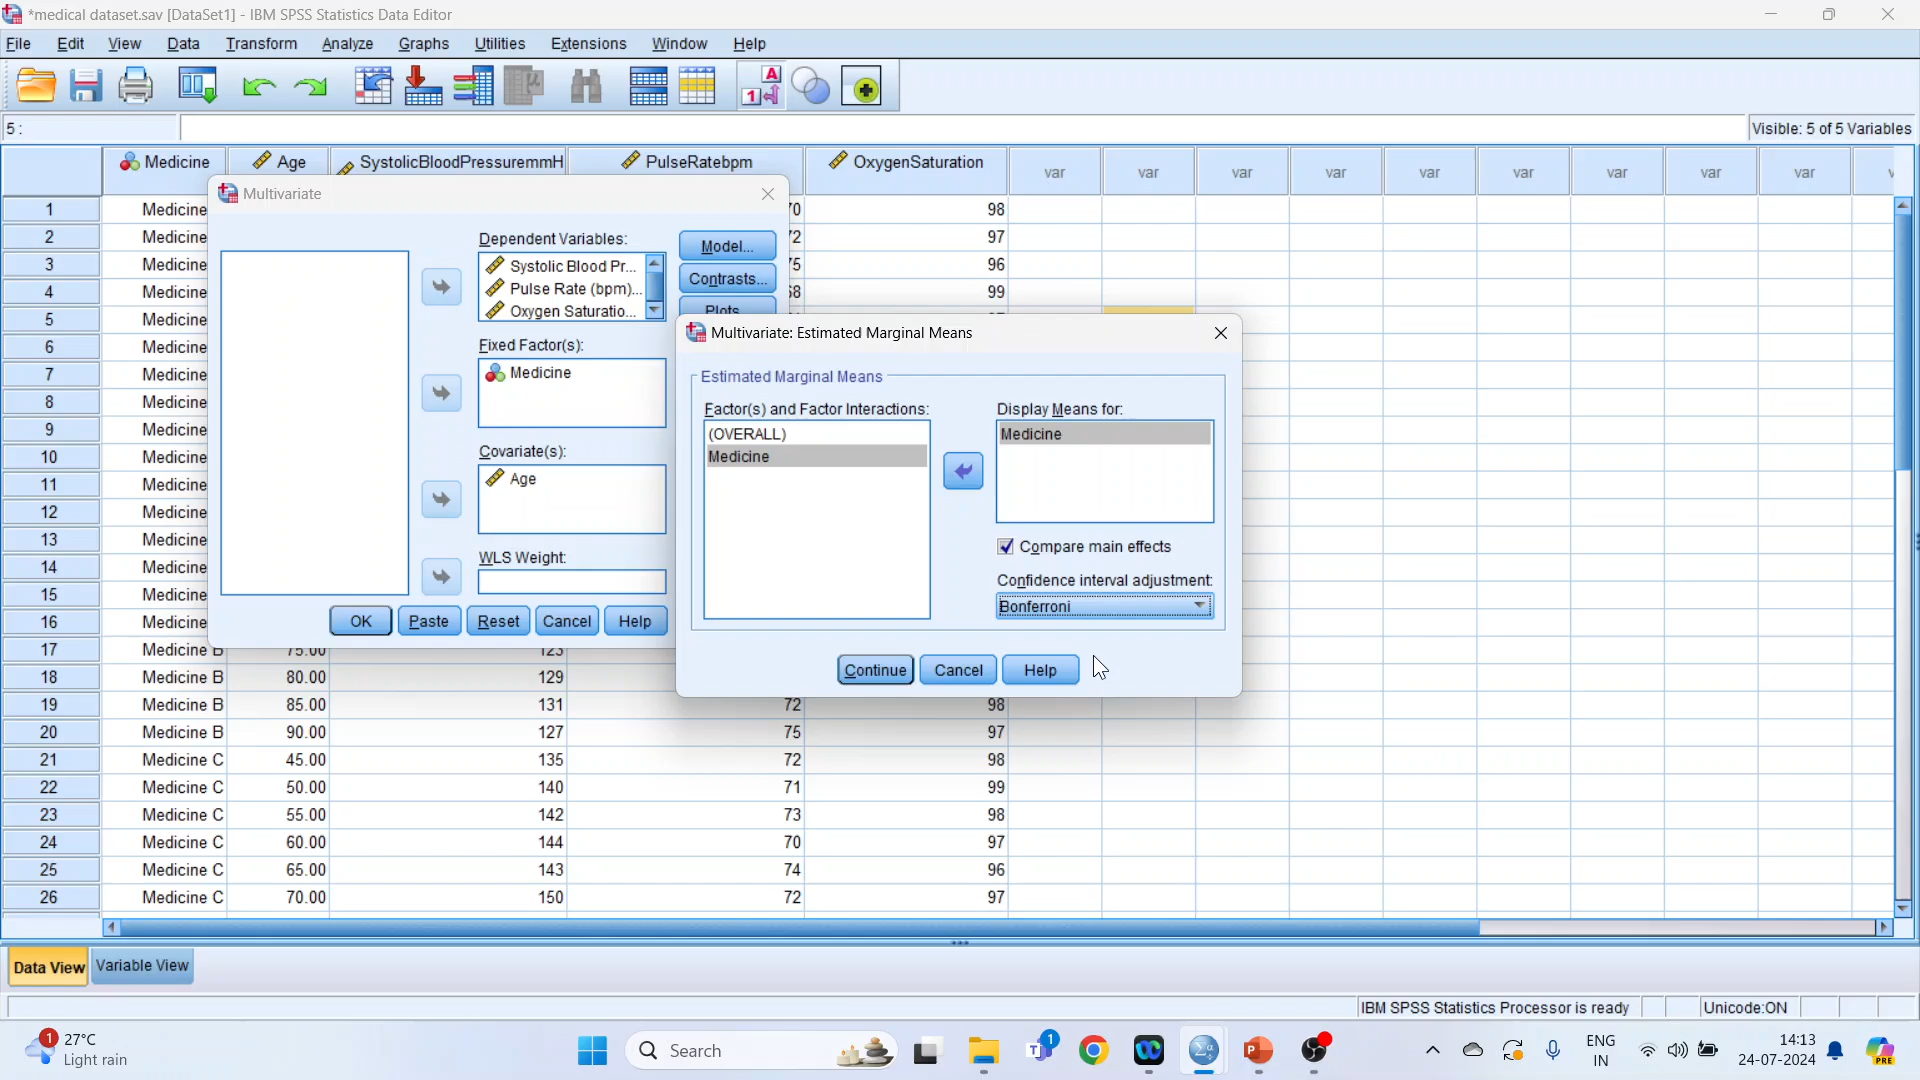 *medical dataset.sav [DataSet1] - IBM SPSS Statistics Data Editor
File Edit View Data Transform Analyze Graphs Utilities Extensions Window Help
5 :
Visible: 5 of 5 Variables
Medicine Age SystolicBloodPressuremmH PulseRatebpm OxygenSaturation var var var var var var var var var
Multivariate
Dependent Variables:
Systolic Blood Pr...
Pulse Rate (bpm)...
Oxygen Saturatio...
Model...
Contrasts...
Plots
Fixed Factor(s):
Medicine
Covariate(s):
Age
WLS Weight:
OK Paste Reset Cancel Help
Multivariate: Estimated Marginal Means
Estimated Marginal Means
Factor(s) and Factor Interactions:
(OVERALL)
Medicine
Display Means for:
Medicine
Compare main effects
Confidence interval adjustment:
Bonferroni
Continue Cancel Help
1 Medicine 70 98
2 Medicine 72 97
3 Medicine 75 96
4 Medicine 68 99
5 Medicine
6 Medicine
7 Medicine
8 Medicine
9 Medicine
10 Medicine
11 Medicine
12 Medicine
13 Medicine
14 Medicine
15 Medicine
16 Medicine
17 Medicine B 75.00 123
18 Medicine B 80.00 129
19 Medicine B 85.00 131 72 98
20 Medicine B 90.00 127 75 97
21 Medicine C 45.00 135 72 98
22 Medicine C 50.00 140 71 99
23 Medicine C 55.00 142 73 98
24 Medicine C 60.00 144 70 97
25 Medicine C 65.00 143 74 96
26 Medicine C 70.00 150 72 97
Data View Variable View
IBM SPSS Statistics Processor is ready Unicode:ON
1
27°C
Light rain
Search
1
ENG
IN
14:13
24-07-2024
PRE